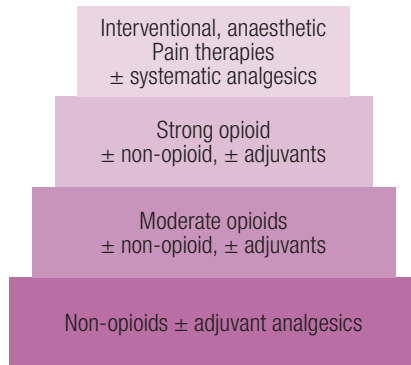 Interventional, anaesthetic
Pain therapies
± systematic analgesics
Strong opioid
± non-opioid, ± adjuvants
Moderate opioids
± non-opioid, ± adjuvants
Non-opioids ± adjuvant analgesics